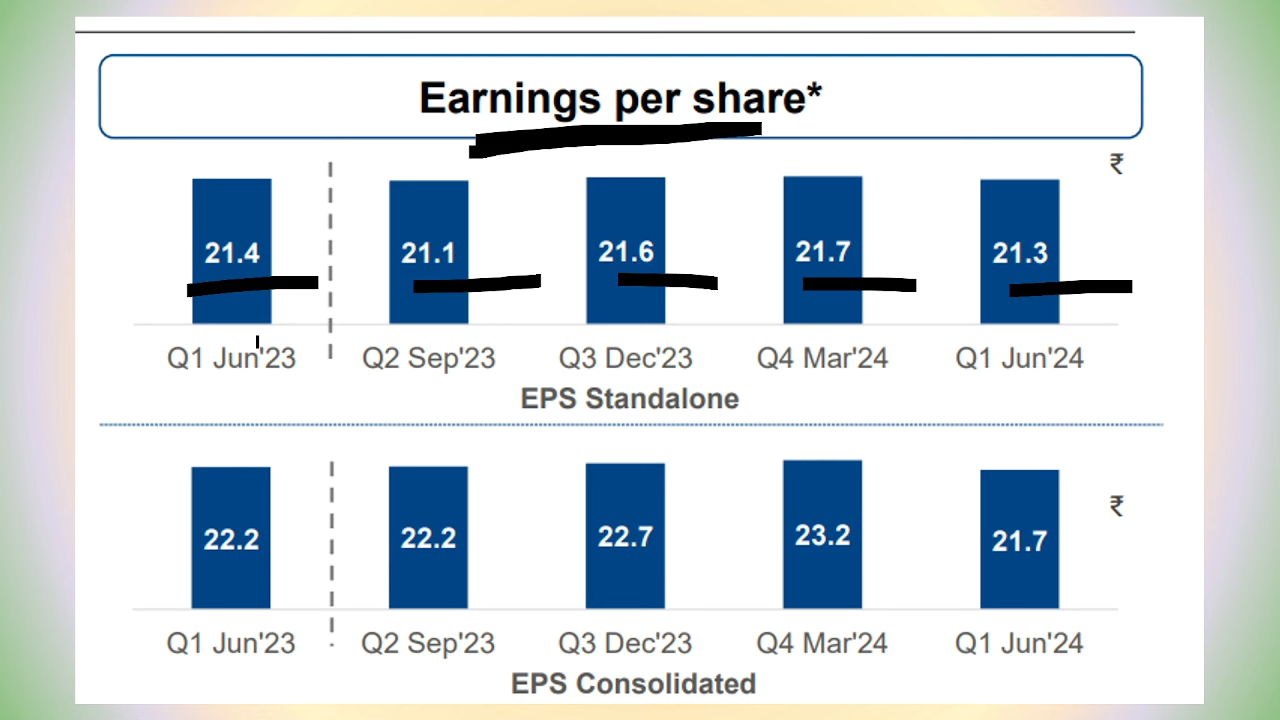 Earnings per share*
₹
21.4 21.1 21.6 21.7 21.3
Q1 Jun'23 Q2 Sep'23 Q3 Dec'23 Q4 Mar'24 Q1 Jun'24
EPS Standalone
₹
22.2 22.2 22.7 23.2 21.7
Q1 Jun'23 Q2 Sep'23 Q3 Dec'23 Q4 Mar'24 Q1 Jun'24
EPS Consolidated